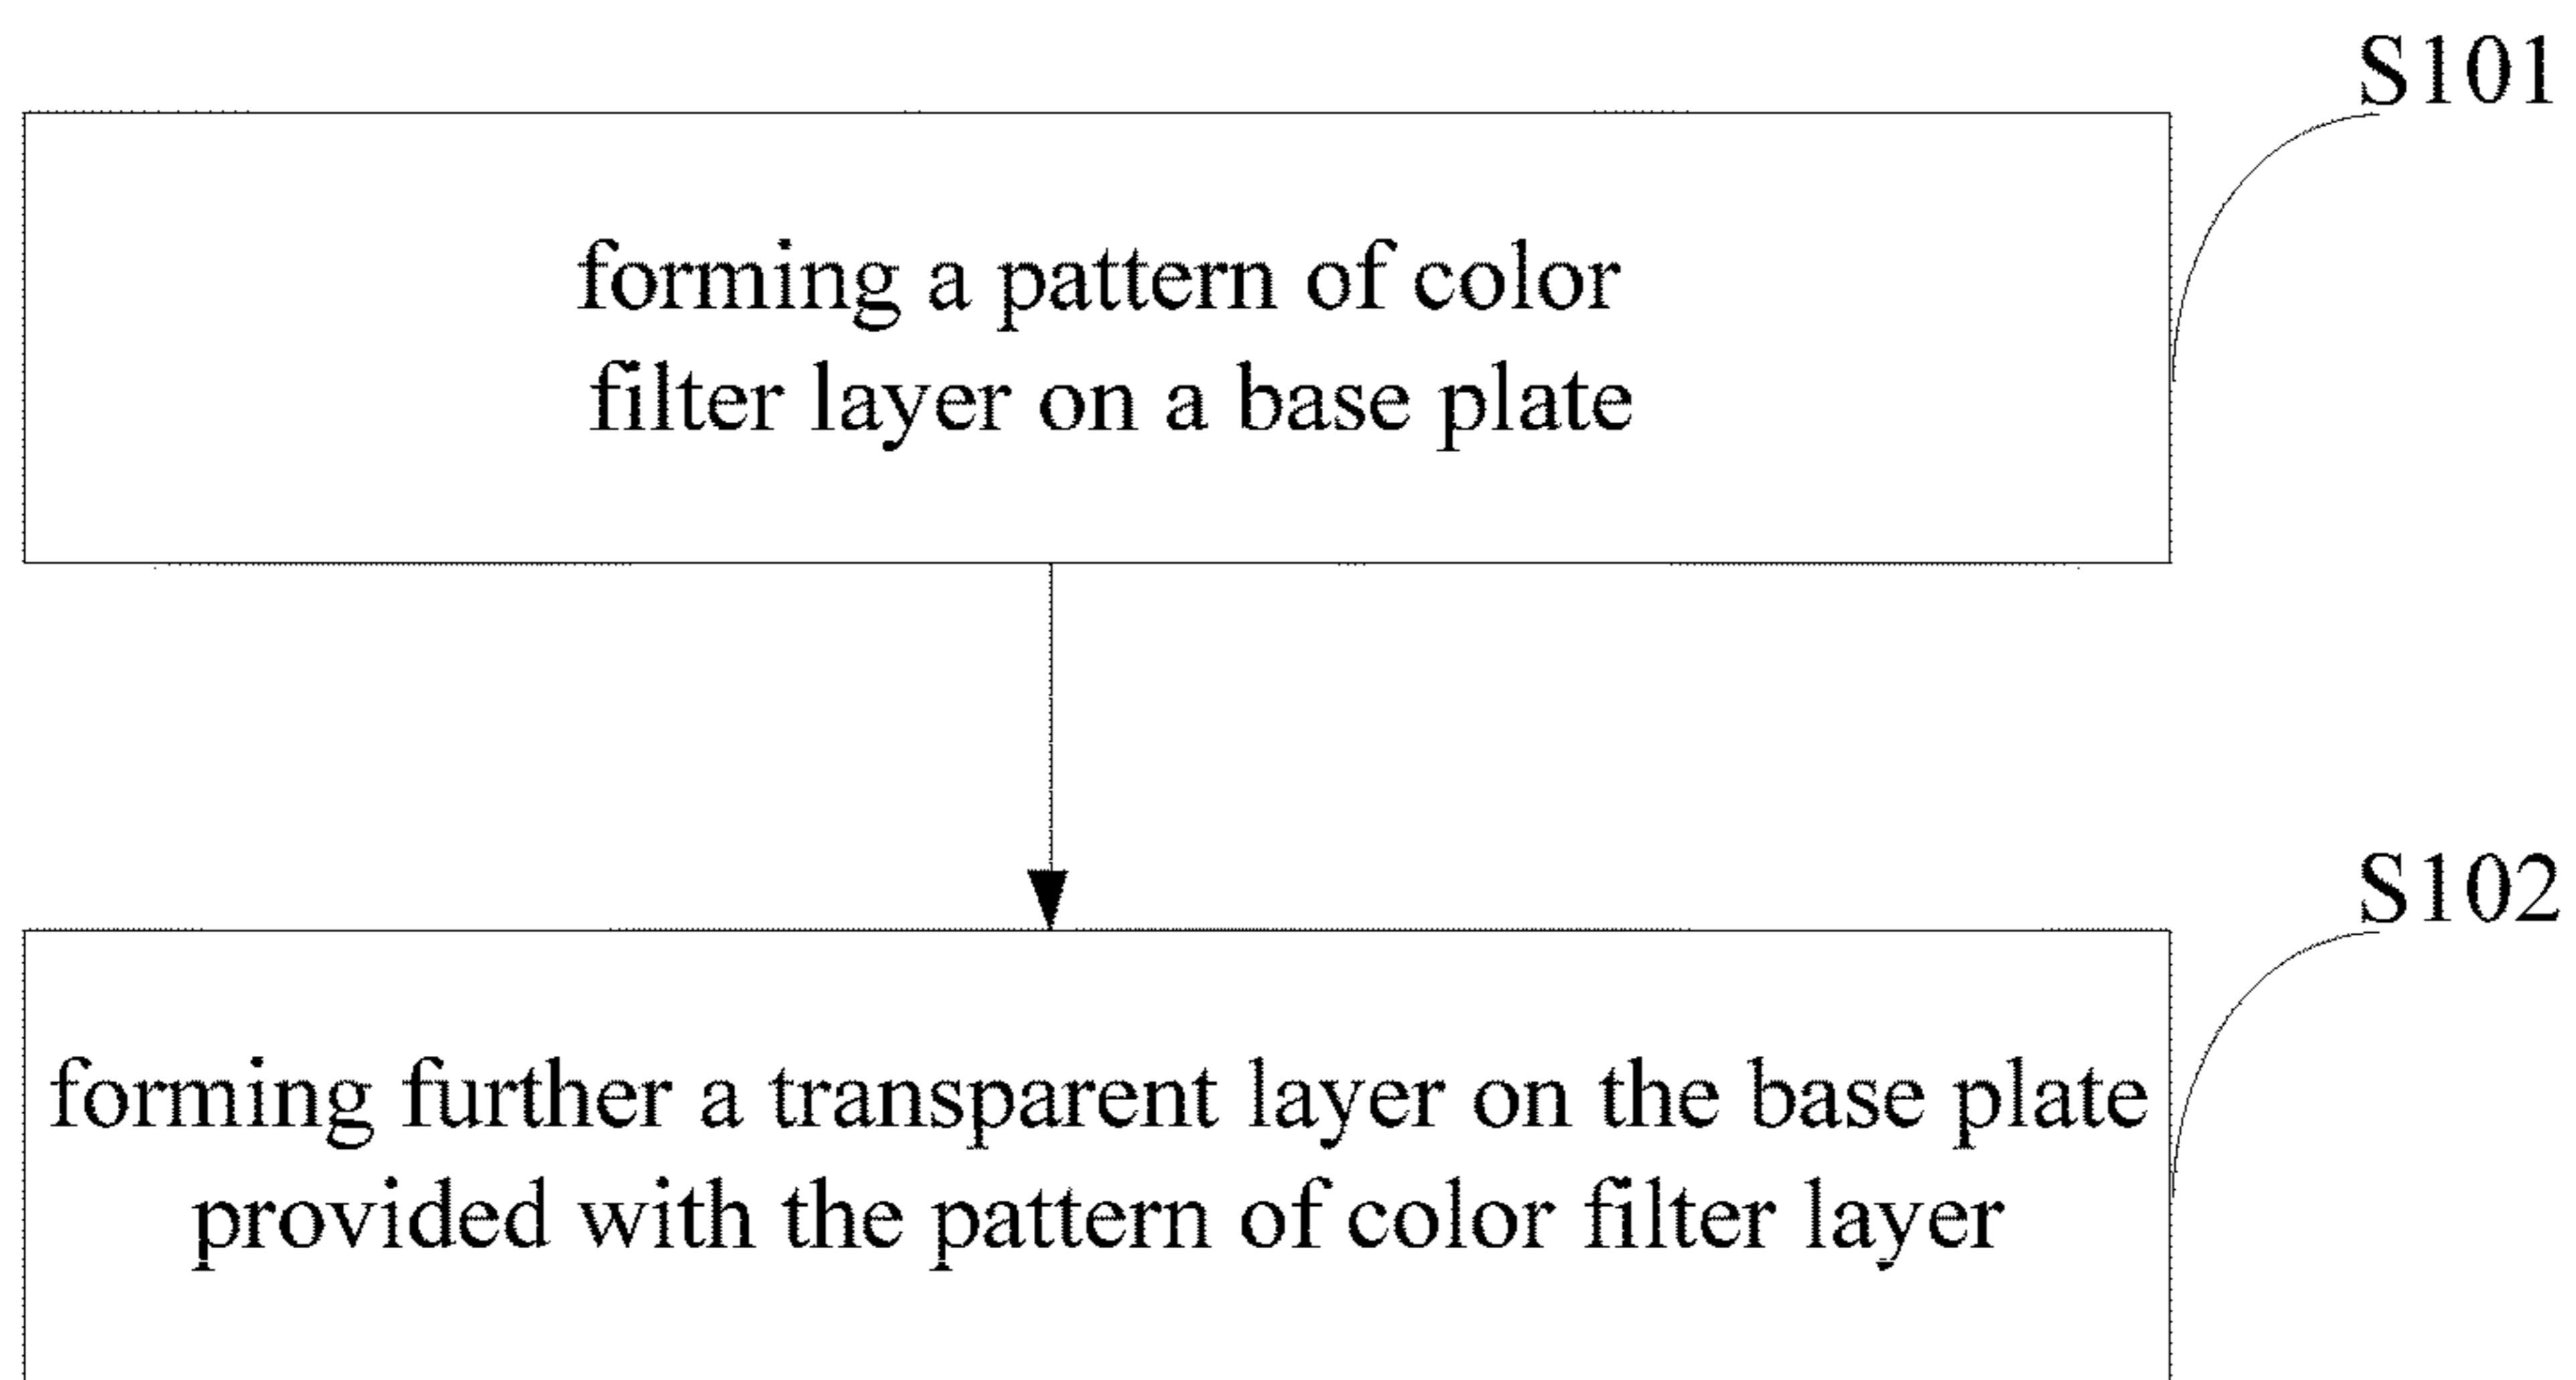 S101
forming a pattern of color
filter layer on a base plate
S102
forming further a transparent layer on the base plate
provided with the pattern of color filter layer